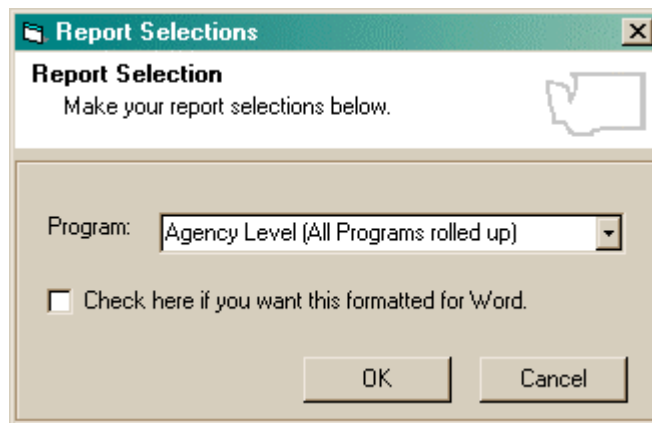 Report Selections
Report Selection
Make your report selections below.
Program: Agency Level (All Programs rolled up)
Check here if you want this formatted for Word.
OK Cancel